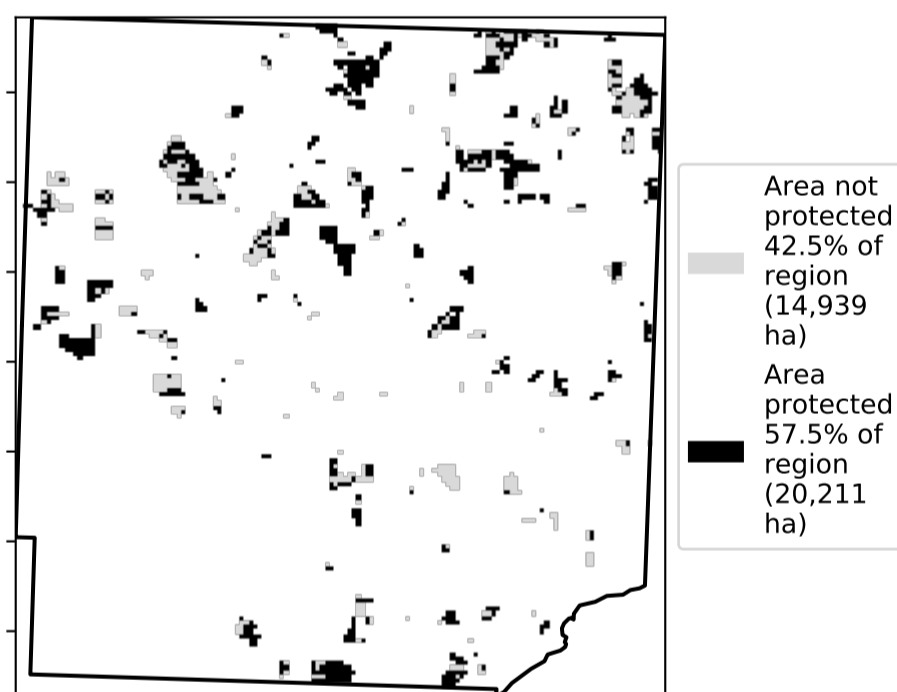 Area not
protected
42.5% of
region
(14,939
ha)
Area
protected
57.5% of
region
(20,211
ha)